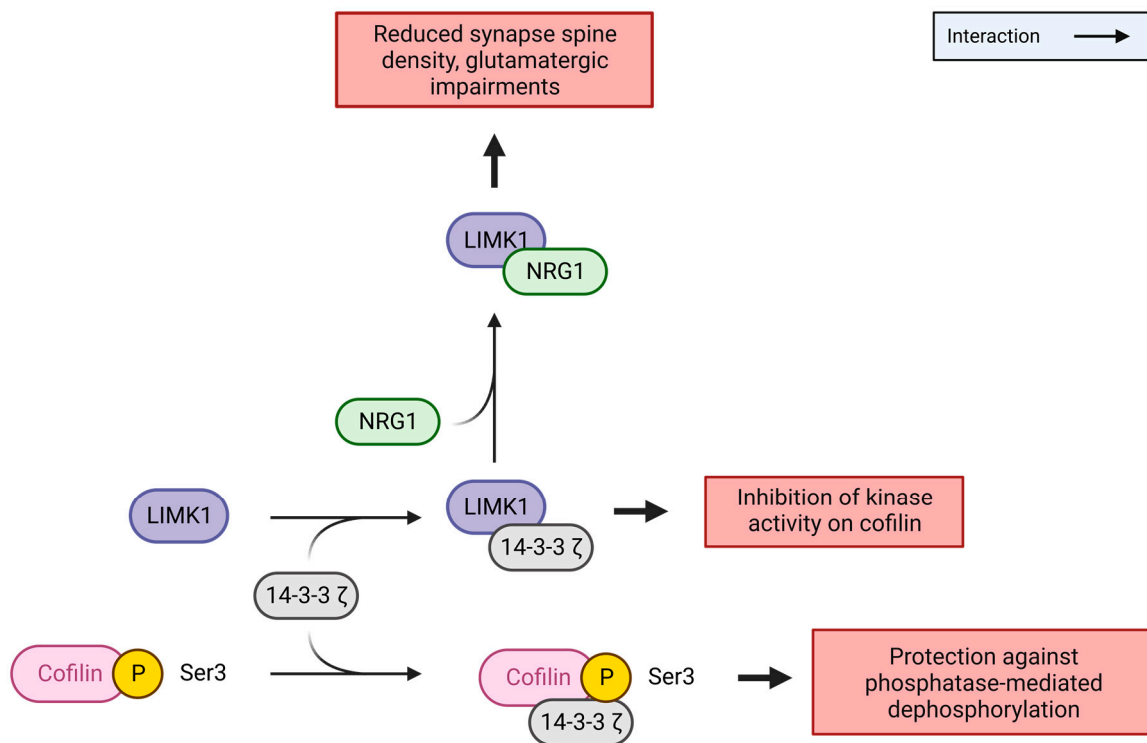 Reduced synapse spine
density, glutamatergic
impairments
Interaction
LIMK1
NRG1
NRG1
LIMK1
LIMK1
14-3-3 ζ
Inhibition of kinase
activity on cofilin
14-3-3 ζ
Cofilin P Ser3
Cofilin P Ser3
14-3-3 ζ
Protection against
phosphatase-mediated
dephosphorylation